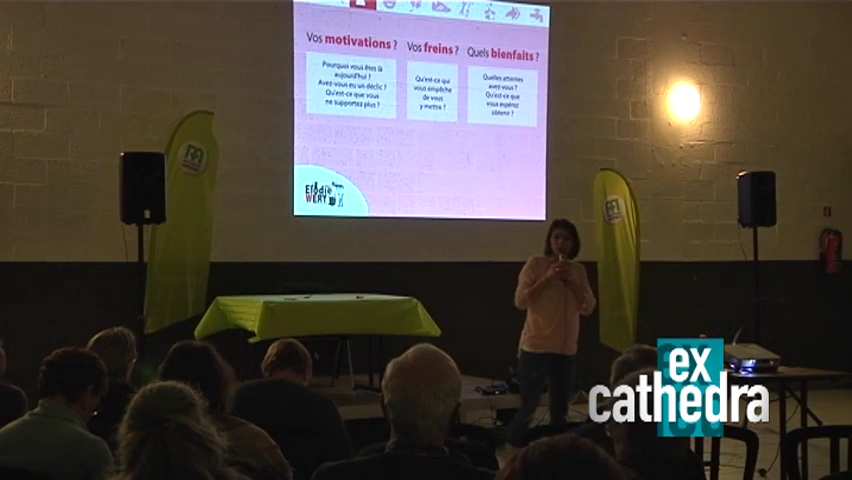 Vos motivations ? Vos freins ? Quels bienfaits ?
Pourquoi vous êtes là
aujourd'hui ?
Avez-vous eu un déclic ?
Qu'est-ce que vous
ne supportez plus ?
Qu'est-ce qui
vous empêche
de vous
y mettre ?
Quelles attentes
avez-vous ?
Qu'est-ce que
vous espérez
obtenir ?
Elodie
WERY
ex
cathedra